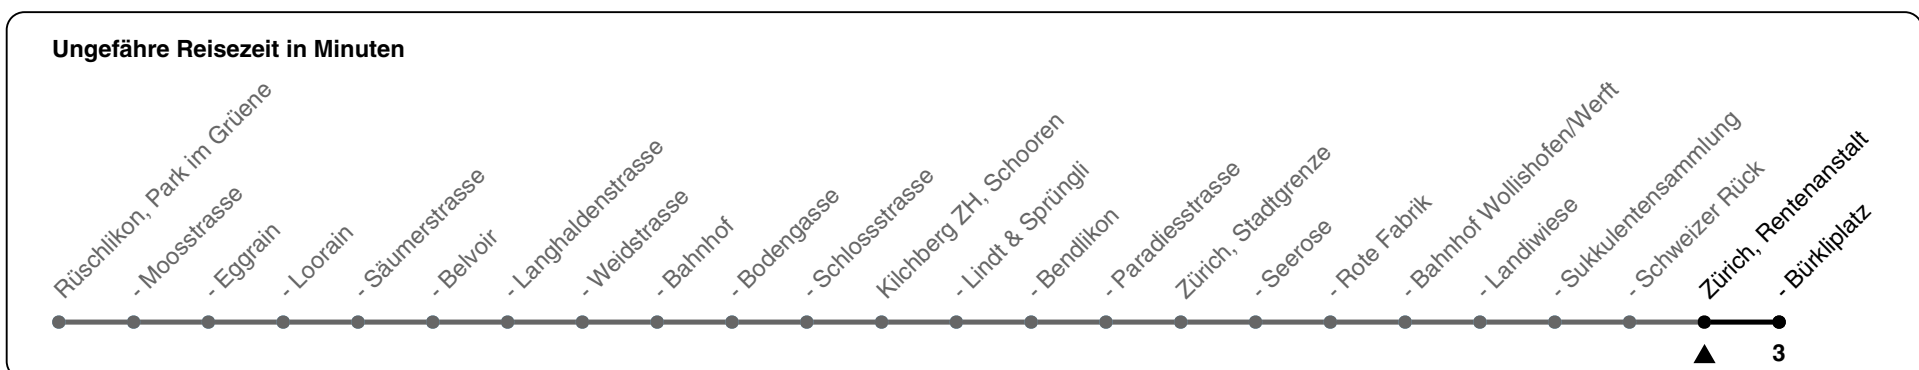 Ungefähre Reisezeit in Minuten
Rüschlikon, Park im Grüene
- Moosstrasse
- Eggrain
- Loorain
- Säumerstrasse
- Belvoir
- Langhaldenstrasse
- Weidstrasse
- Bahnhof
- Bodengasse
- Schlossstrasse
Kilchberg ZH, Schooren
- Lindt & Sprüngli
- Bendlikon
- Paradiesstrasse
Zürich, Stadtgrenze
- Seerose
- Rote Fabrik
- Bahnhof Wollishofen/Werft
- Landiwiese
- Sukkulentensammlung
- Schweizer Rück
Zürich, Rentenanstalt
- Bürkliplatz
3